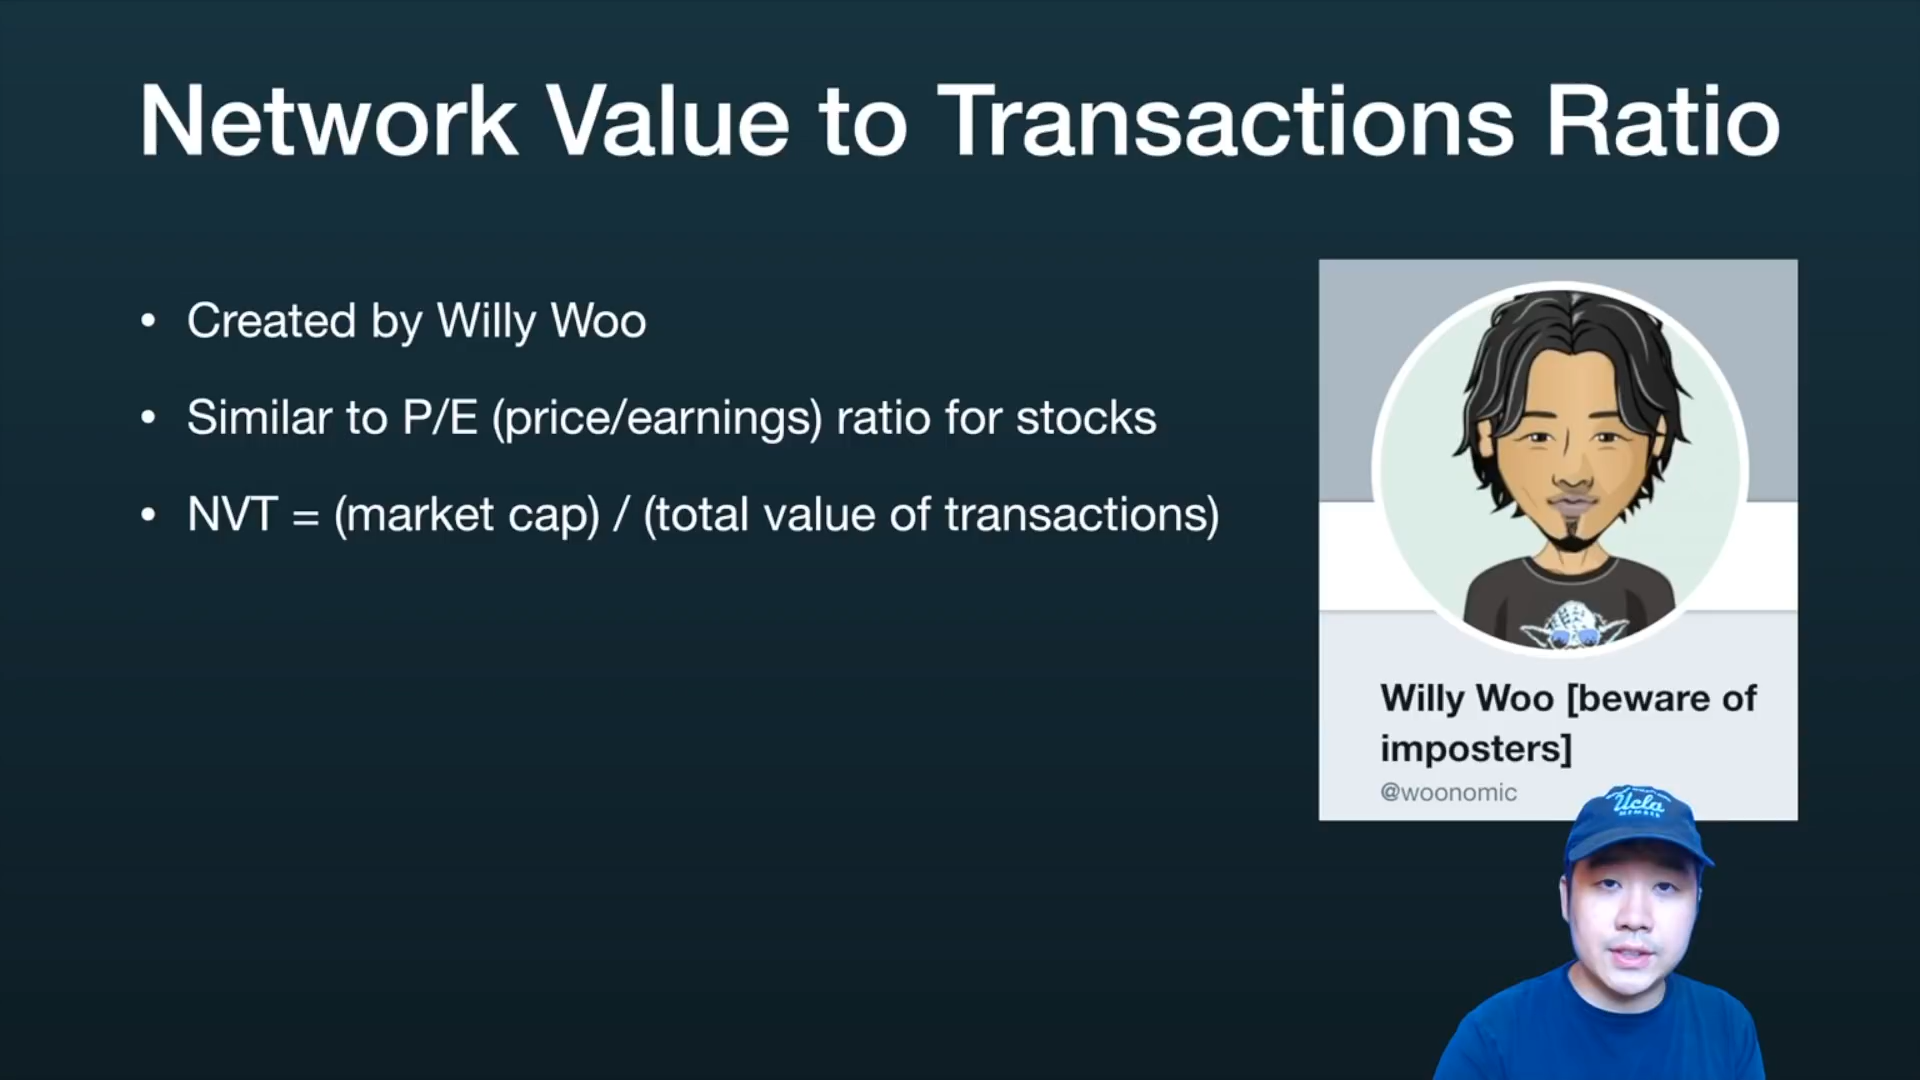 Network Value to Transactions Ratio
• Created by Willy Woo
• Similar to P/E (price/earnings) ratio for stocks
• NVT = (market cap) / (total value of transactions)
Willy Woo [beware of
imposters]
@woonomic
Ucla